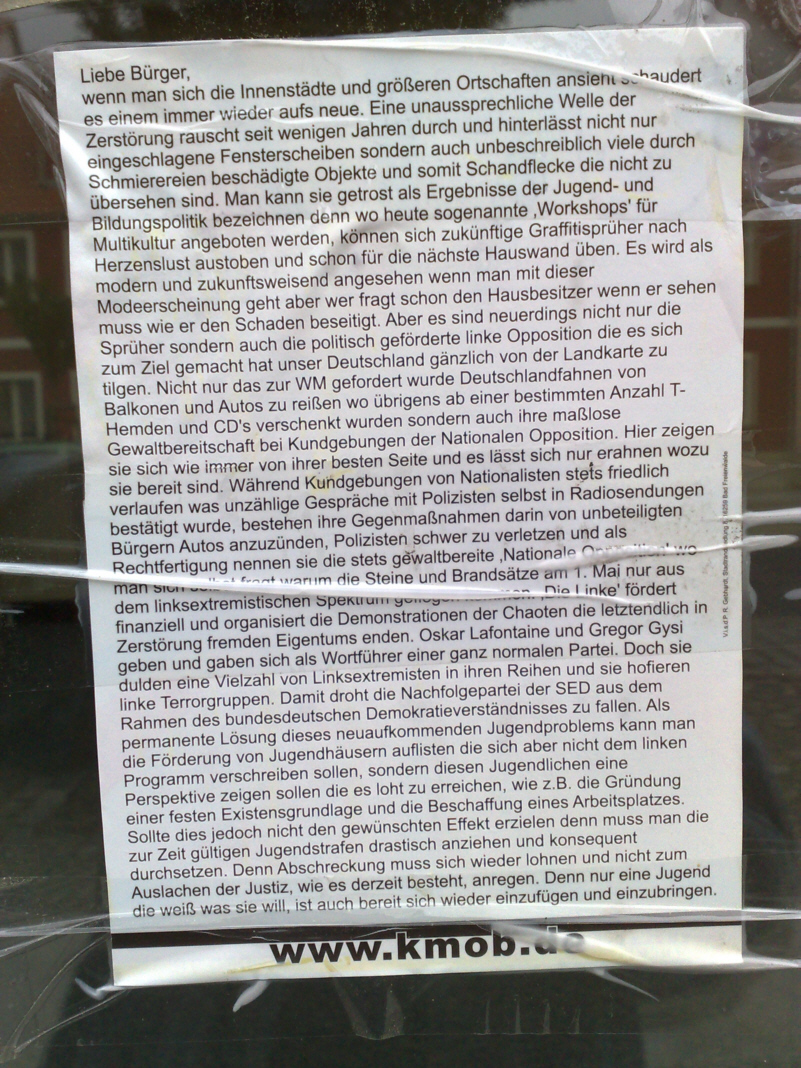 Liebe Bürger,
wenn man sich die Innenstädte und größeren Ortschaften ansieht schaudert
es einem immer wieder aufs neue. Eine unaussprechliche Welle der
Zerstörung rauscht seit wenigen Jahren durch und hinterlässt nicht nur
eingeschlagene Fensterscheiben sondern auch unbeschreiblich viele durch
Schmierereien beschädigte Objekte und somit Schandflecke die nicht zu
übersehen sind. Man kann sie getrost als Ergebnisse der Jugend- und
Bildungspolitik bezeichnen denn wo heute sogenannte ‚Workshops' für
Multikultur angeboten werden, können sich zukünftige Graffitisprüher nach
Herzenslust austoben und schon für die nächste Hauswand üben. Es wird als
modern und zukunftsweisend angesehen wenn man mit dieser
Modeerscheinung geht aber wer fragt schon den Hausbesitzer wenn er sehen
muss wie er den Schaden beseitigt. Aber es sind neuerdings nicht nur die
Sprüher sondern auch die politisch geförderte linke Opposition die es sich
zum Ziel gemacht hat unser Deutschland gänzlich von der Landkarte zu
tilgen. Nicht nur das zur WM gefordert wurde Deutschlandfahnen von
Balkonen und Autos zu reißen wo übrigens ab einer bestimmten Anzahl T-
Hemden und CD's verschenkt wurden sondern auch ihre maßlose
Gewaltbereitschaft bei Kundgebungen der Nationalen Opposition. Hier zeigen
sie sich wie immer von ihrer besten Seite und es lässt sich nur erahnen wozu
sie bereit sind. Während Kundgebungen von Nationalisten stets friedlich
verlaufen was unzählige Gespräche mit Polizisten selbst in Radiosendungen
bestätigt wurde, bestehen ihre Gegenmaßnahmen darin von unbeteiligten
Bürgern Autos anzuzünden, Polizisten schwer zu verletzen und als
Rechtfertigung nennen sie die stets gewaltbereite ‚Nationale Opposition' wo
man sich selbst fragt warum die Steine und Brandsätze am 1. Mai nur aus
dem linksextremistischen Spektrum ‚Die Linke' fördert
finanziell und organisiert die Demonstrationen der Chaoten die letztendlich in
Zerstörung fremden Eigentums enden. Oskar Lafontaine und Gregor Gysi
geben und gaben sich als Wortführer einer ganz normalen Partei. Doch sie
dulden eine Vielzahl von Linksextremisten in ihren Reihen und sie hofieren
linke Terrorgruppen. Damit droht die Nachfolgepartei der SED aus dem
Rahmen des bundesdeutschen Demokratieverständnisses zu fallen. Als
permanente Lösung dieses neuaufkommenden Jugendproblems kann man
die Förderung von Jugendhäusern auflisten die sich aber nicht dem linken
Programm verschreiben sollen, sondern diesen Jugendlichen eine
Perspektive zeigen sollen die es loht zu erreichen, wie z.B. die Gründung
einer festen Existensgrundlage und die Beschaffung eines Arbeitsplatzes.
Sollte dies jedoch nicht den gewünschten Effekt erzielen denn muss man die
zur Zeit gültigen Jugendstrafen drastisch anziehen und konsequent
durchsetzen. Denn Abschreckung muss sich wieder lohnen und nicht zum
Auslachen der Justiz, wie es derzeit besteht, anregen. Denn nur eine Jugend
die weiß was sie will, ist auch bereit sich wieder einzufügen und einzubringen.
www.kmob.de
V.i.s.d.P. R. Gebhardt, 16259 Bad Freienwalde